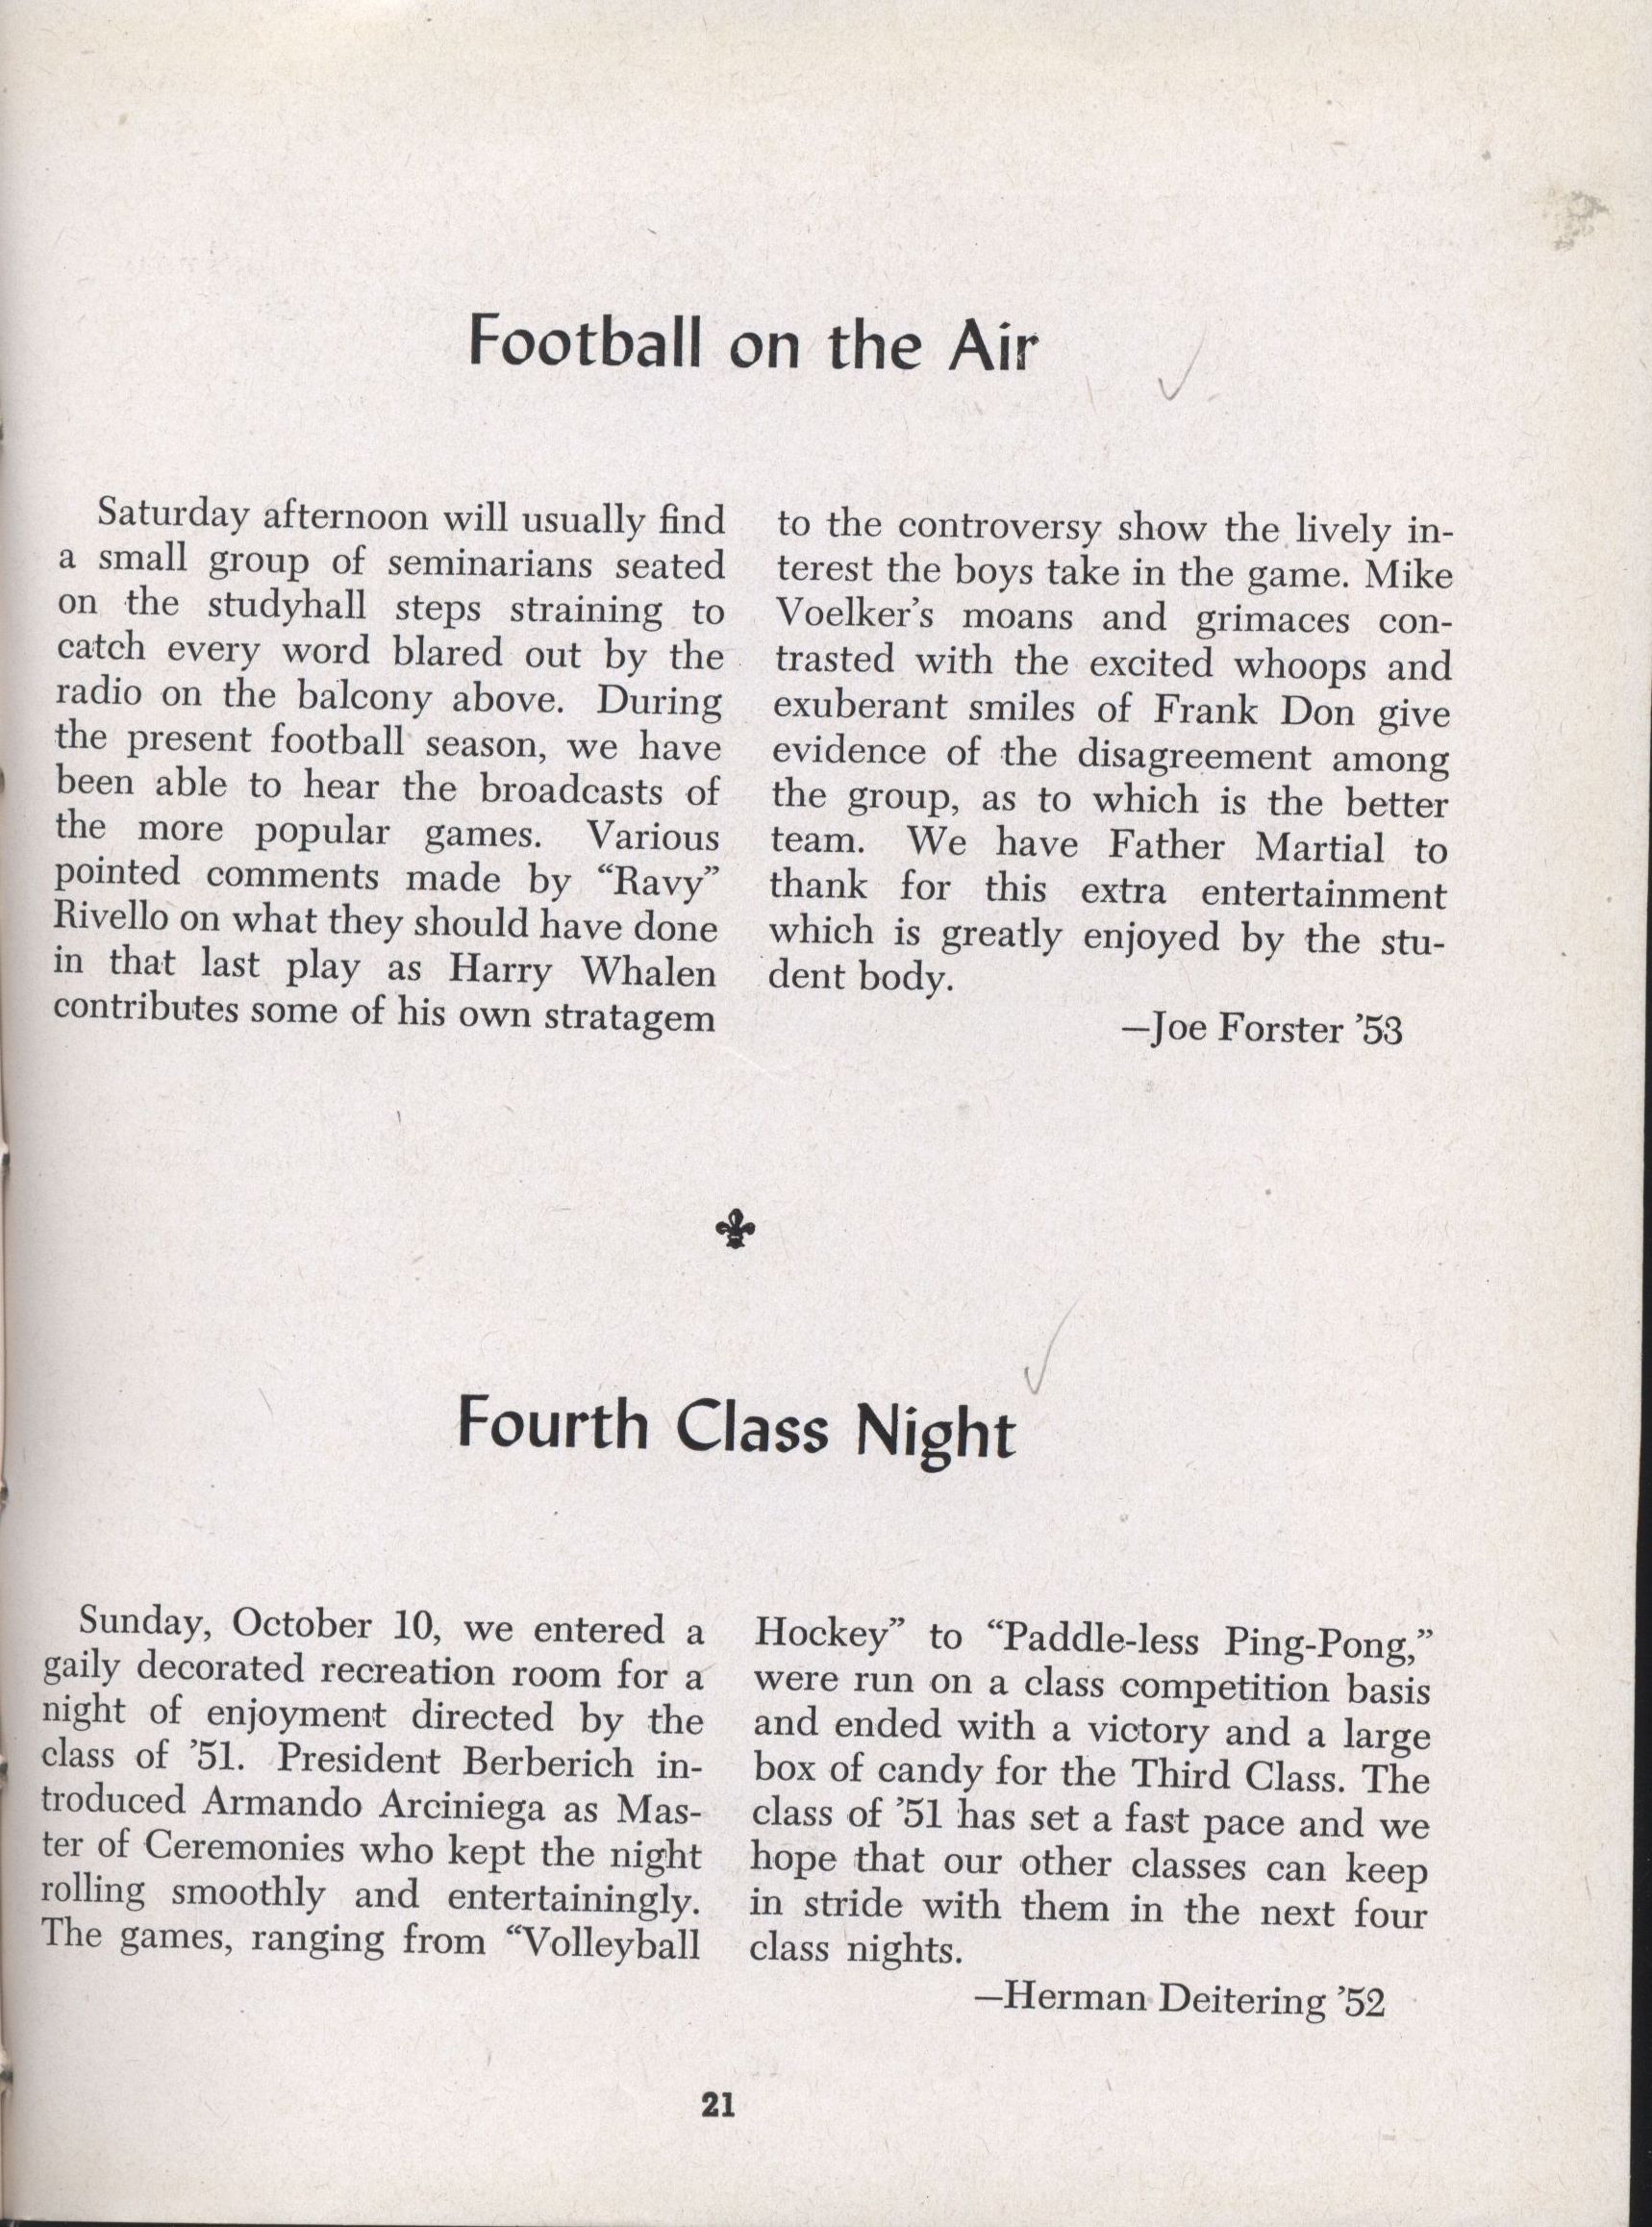 Football on the Air
Saturday afternoon will usually find
a small group of seminarians seated
on the studyhall steps straining to
catch every word blared out by the
radio on the balcony above. During
the present football season, we have
been able to hear the broadcasts of
the more popular games. Various
pointed comments made by “Ravy”
Rivello on what they should have done
in that last play as Harry Whalen
contributes some of his own stratagem
to the controversy show the lively in-
terest the boys take in the game. Mike
Voelker’s moans and grimaces con-
trasted with the excited whoops and
exuberant smiles of Frank Don give
evidence of the disagreement among
the group, as to which is the better
team. We have Father Martial to
thank for this extra entertainment
which is greatly enjoyed by the stu-
dent body.
—Joe Forster ’53
Fourth Class Night
Sunday, October 10, we entered a
gaily decorated recreation room for a
night of enjoyment directed by the
class of ’51. President Berberich in-
troduced Armando Arciniega as Mas-
ter of Ceremonies who kept the night
rolling smoothly and entertainingly.
The games, ranging from “Volleyball
Hockey” to “Paddle-less Ping-Pong,”
were run on a class competition basis
and ended with a victory and a large
box of candy for the Third Class. The
class of ’51 has set a fast pace and we
hope that our other classes can keep
in stride with them in the next four
class nights.
—Herman Deitering ’52
21